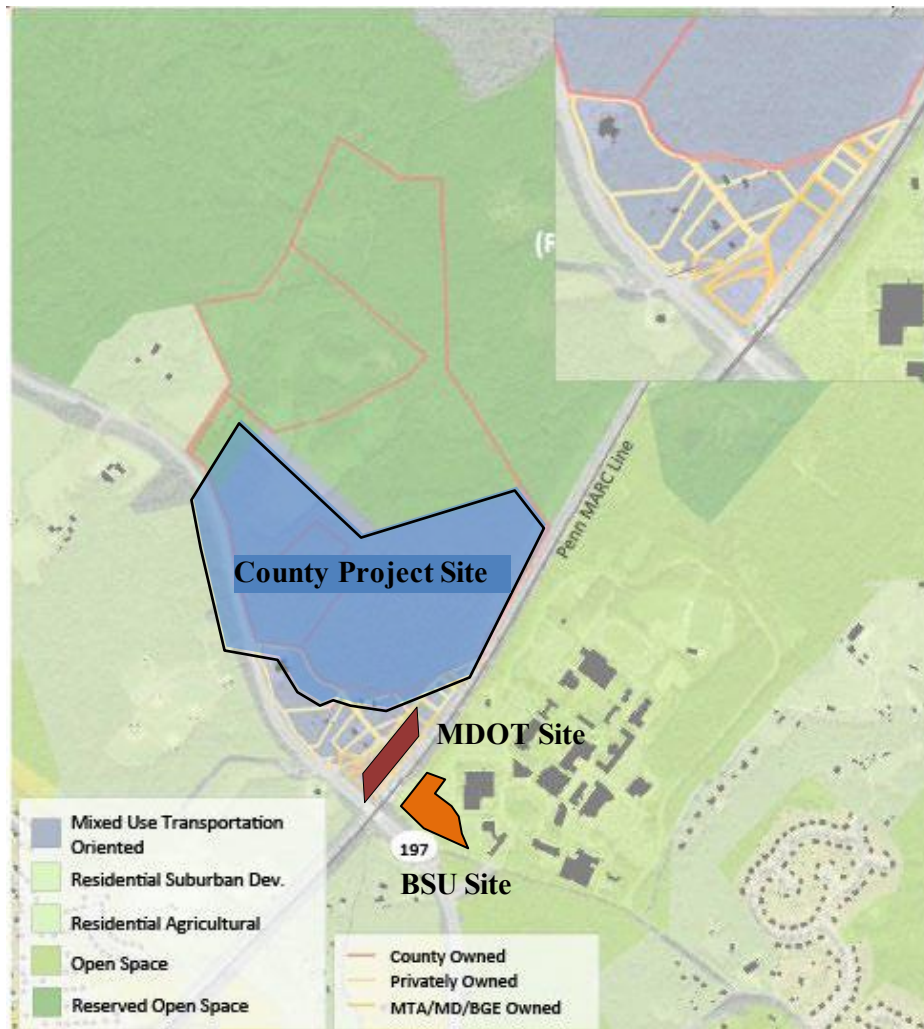 (F
Penn MARC Line
County Project Site
MDOT Site
197
BSU Site
Mixed Use Transportation
Oriented
Residential Suburban Dev.
Residential Agricultural
Open Space
Reserved Open Space
County Owned
Privately Owned
MTA/MD/BGE Owned